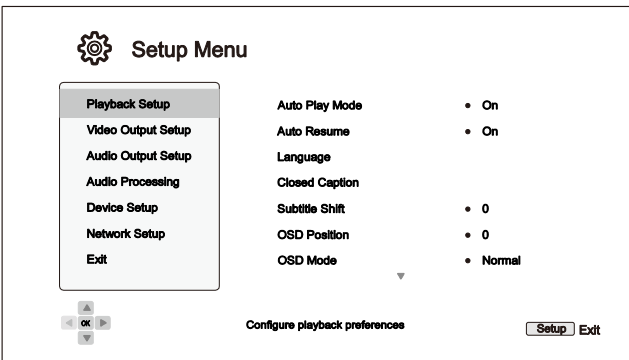 Setup Menu
Playback Setup
Video Output Setup
Audio Output Setup
Audio Processing
Device Setup
Network Setup
Exit
Auto Play Mode • On
Auto Resume • On
Language
Closed Caption
Subtitle Shift • 0
OSD Position • 0
OSD Mode • Normal
OK
Configure playback preferences
Setup Exit